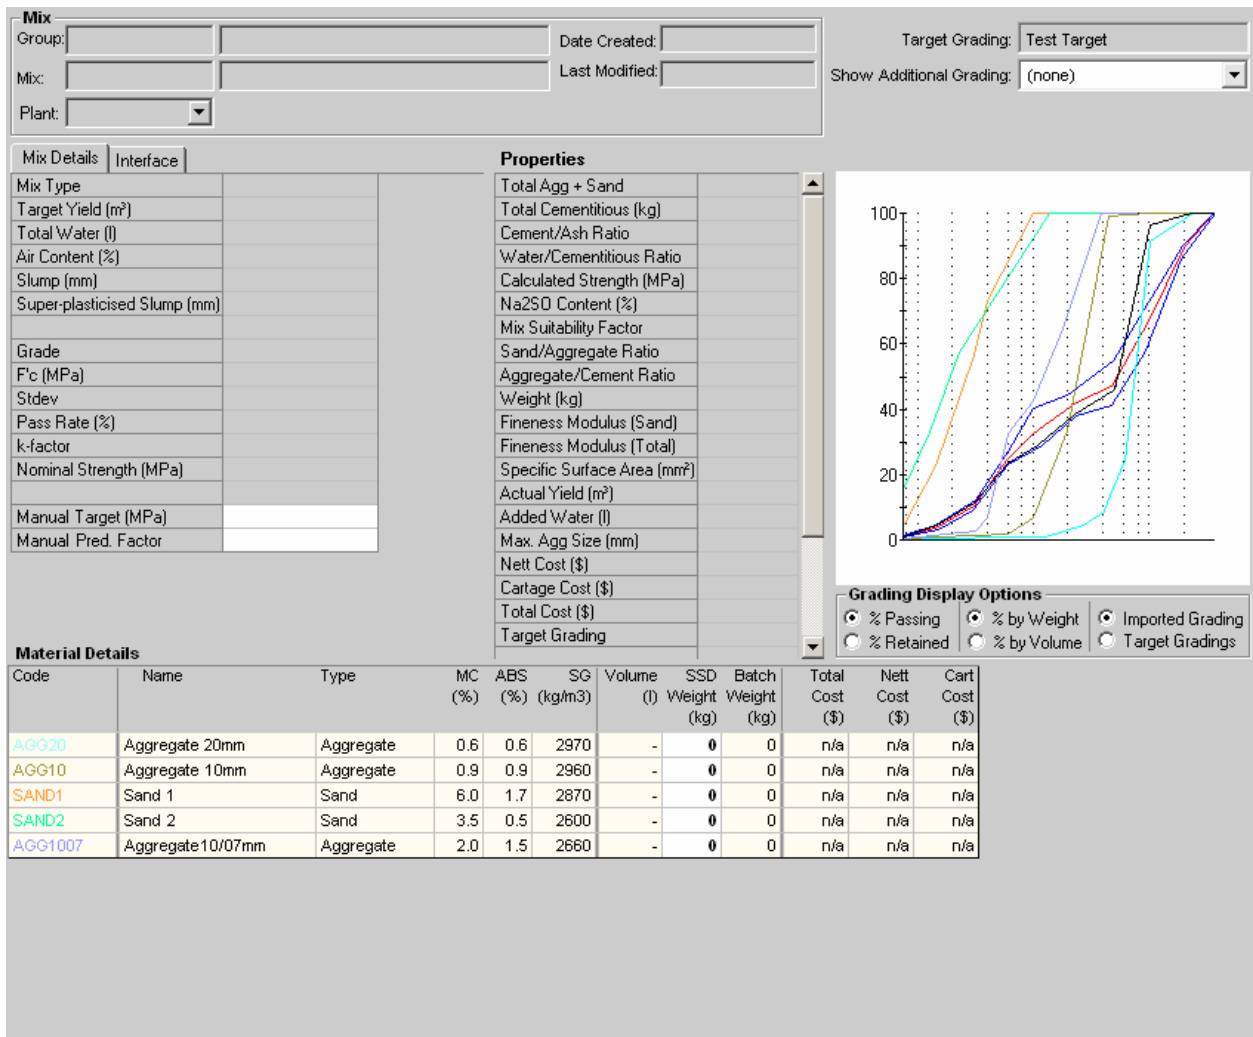 Mix
Group:
Date Created:
Target Grading: Test Target
Mix:
Last Modified:
Show Additional Grading: (none)
Plant:
Mix Details Interface
Mix Type
Target Yield (m³)
Total Water (l)
Air Content (%)
Slump (mm)
Super-plasticised Slump (mm)
Grade
F'c (MPa)
Stdev
Pass Rate (%)
k-factor
Nominal Strength (MPa)
Manual Target (MPa)
Manual Pred. Factor
Properties
Total Agg + Sand
Total Cementitious (kg)
Cement/Ash Ratio
Water/Cementitious Ratio
Calculated Strength (MPa)
Na2SO Content (%)
Mix Suitability Factor
Sand/Aggregate Ratio
Aggregate/Cement Ratio
Weight (kg)
Fineness Modulus (Sand)
Fineness Modulus (Total)
Specific Surface Area (mm²)
Actual Yield (m³)
Added Water (l)
Max. Agg Size (mm)
Nett Cost ($)
Cartage Cost ($)
Total Cost ($)
Target Grading
100
80
60
40
20
0
Grading Display Options
% Passing % by Weight Imported Grading
% Retained % by Volume Target Gradings
Material Details
Code Name Type MC ABS SG Volume SSD Batch Total Nett Cart
(%) (%) (kg/m3) (l) Weight Weight Cost Cost Cost
(kg) (kg) ($) ($) ($)
AGG20 Aggregate 20mm Aggregate 0.6 0.6 2970 - 0 0 n/a n/a n/a
AGG10 Aggregate 10mm Aggregate 0.9 0.9 2960 - 0 0 n/a n/a n/a
SAND1 Sand 1 Sand 6.0 1.7 2870 - 0 0 n/a n/a n/a
SAND2 Sand 2 Sand 3.5 0.5 2600 - 0 0 n/a n/a n/a
AGG1007 Aggregate10/07mm Aggregate 2.0 1.5 2660 - 0 0 n/a n/a n/a